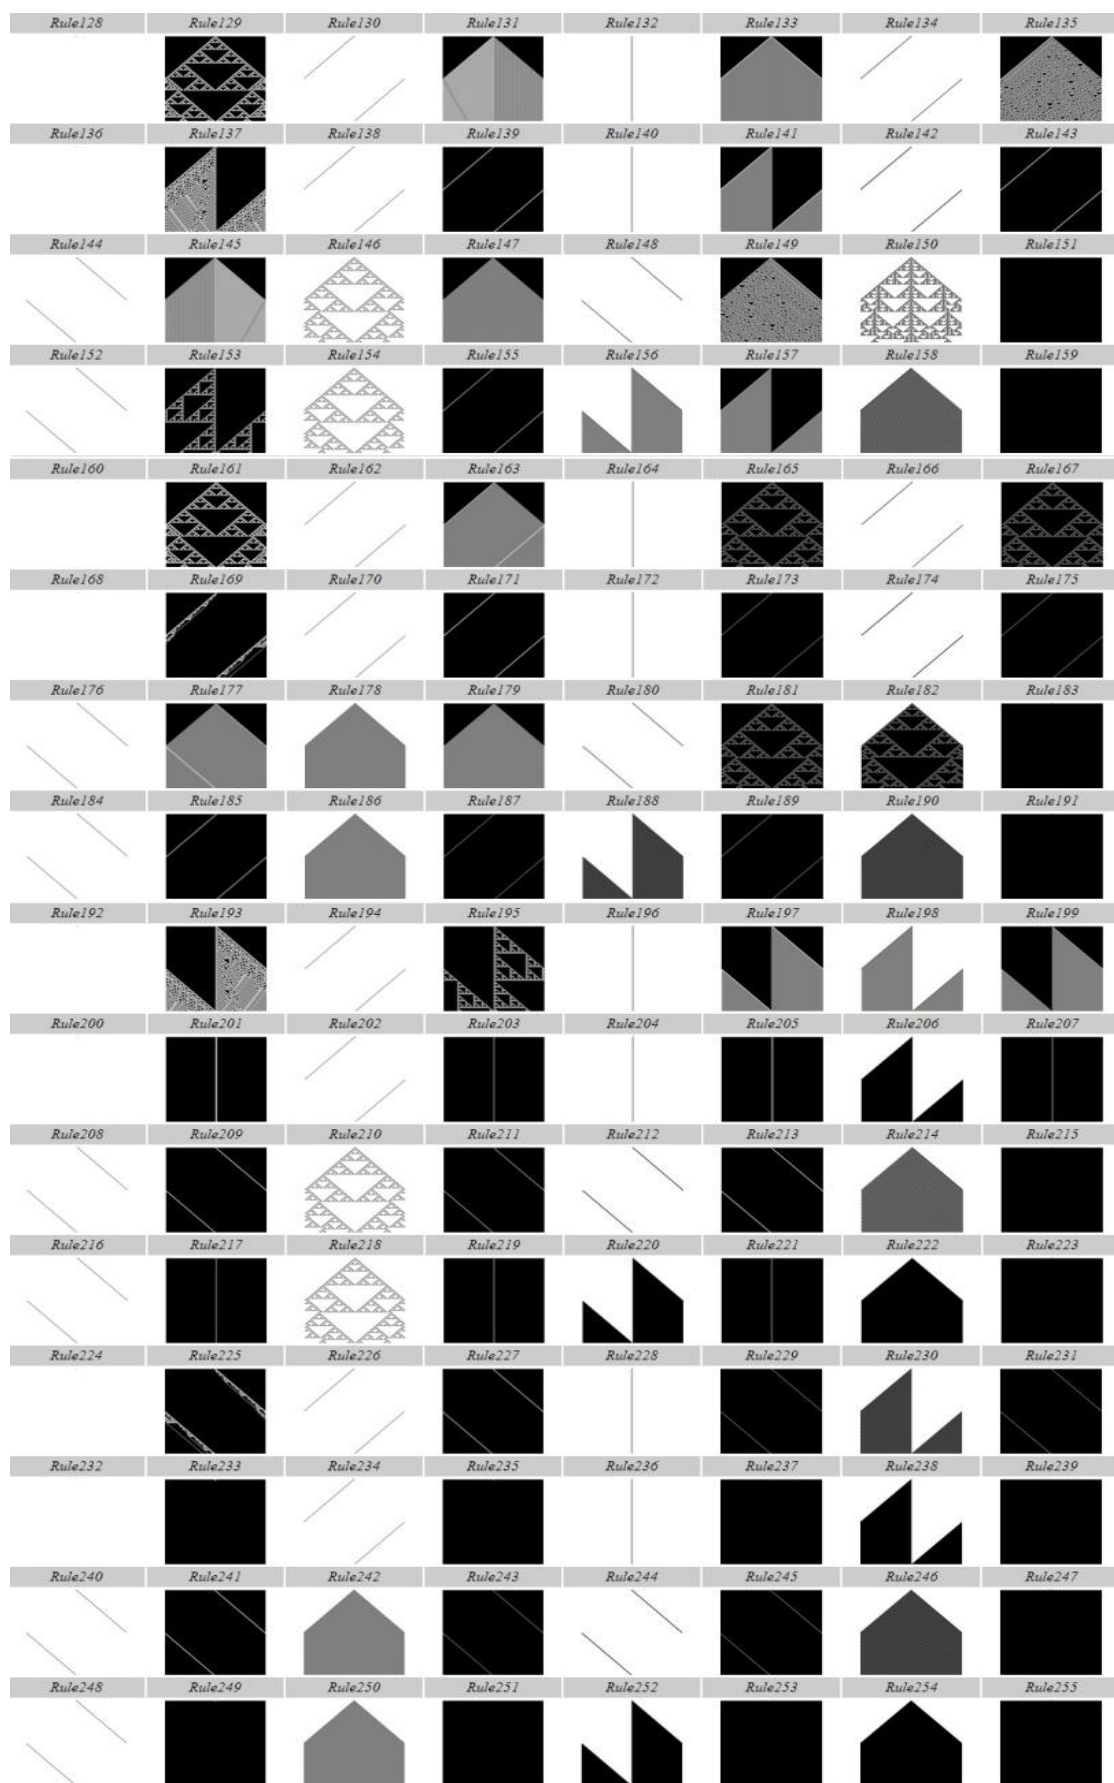 Rule128 Rule129 Rule130 Rule131 Rule132 Rule133 Rule134 Rule135
Rule136 Rule137 Rule138 Rule139 Rule140 Rule141 Rule142 Rule143
Rule144 Rule145 Rule146 Rule147 Rule148 Rule149 Rule150 Rule151
Rule152 Rule153 Rule154 Rule155 Rule156 Rule157 Rule158 Rule159
Rule160 Rule161 Rule162 Rule163 Rule164 Rule165 Rule166 Rule167
Rule168 Rule169 Rule170 Rule171 Rule172 Rule173 Rule174 Rule175
Rule176 Rule177 Rule178 Rule179 Rule180 Rule181 Rule182 Rule183
Rule184 Rule185 Rule186 Rule187 Rule188 Rule189 Rule190 Rule191
Rule192 Rule193 Rule194 Rule195 Rule196 Rule197 Rule198 Rule199
Rule200 Rule201 Rule202 Rule203 Rule204 Rule205 Rule206 Rule207
Rule208 Rule209 Rule210 Rule211 Rule212 Rule213 Rule214 Rule215
Rule216 Rule217 Rule218 Rule219 Rule220 Rule221 Rule222 Rule223
Rule224 Rule225 Rule226 Rule227 Rule228 Rule229 Rule230 Rule231
Rule232 Rule233 Rule234 Rule235 Rule236 Rule237 Rule238 Rule239
Rule240 Rule241 Rule242 Rule243 Rule244 Rule245 Rule246 Rule247
Rule248 Rule249 Rule250 Rule251 Rule252 Rule253 Rule254 Rule255